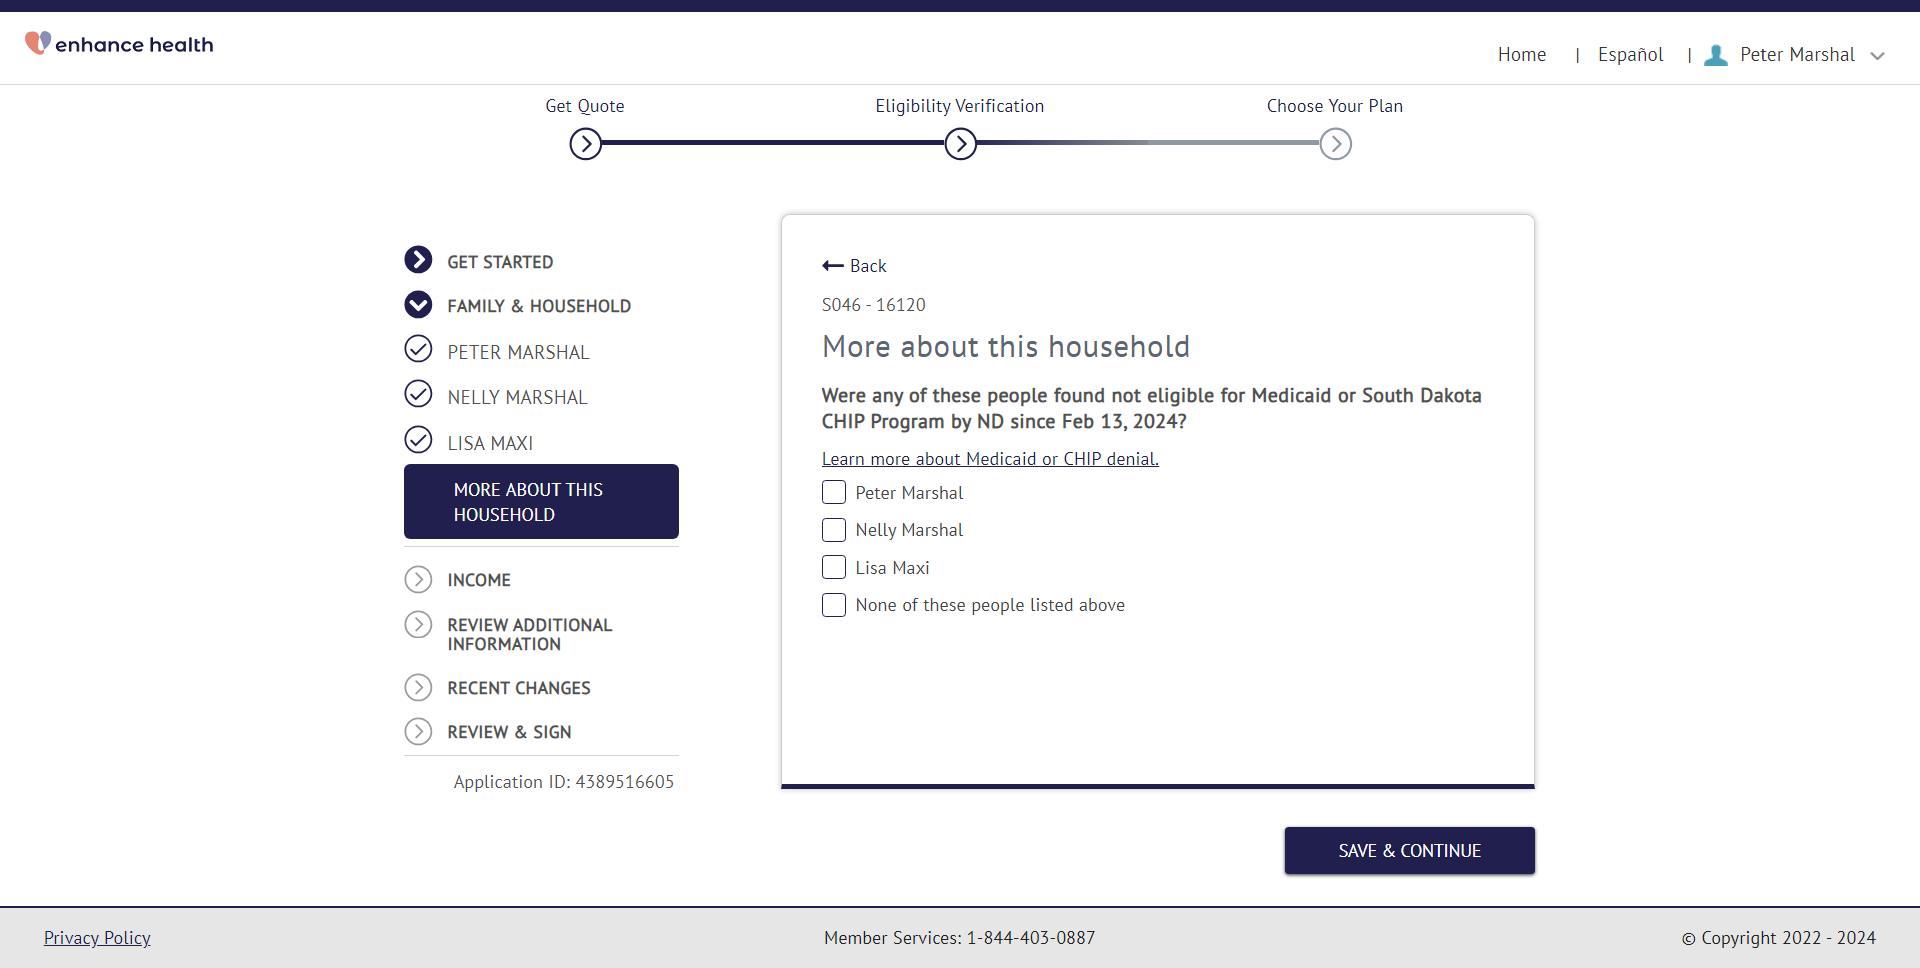 enhance health
Home | Español | Peter Marshal
Get Quote
Eligibility Verification
Choose Your Plan
GET STARTED
FAMILY & HOUSEHOLD
PETER MARSHAL
NELLY MARSHAL
LISA MAXI
MORE ABOUT THIS
HOUSEHOLD
INCOME
REVIEW ADDITIONAL
INFORMATION
RECENT CHANGES
REVIEW & SIGN
Application ID: 4389516605
Back
S046 - 16120
More about this household
Were any of these people found not eligible for Medicaid or South Dakota
CHIP Program by ND since Feb 13, 2024?
Learn more about Medicaid or CHIP denial.
Peter Marshal
Nelly Marshal
Lisa Maxi
None of these people listed above
SAVE & CONTINUE
Privacy Policy
Member Services: 1-844-403-0887
© Copyright 2022 - 2024